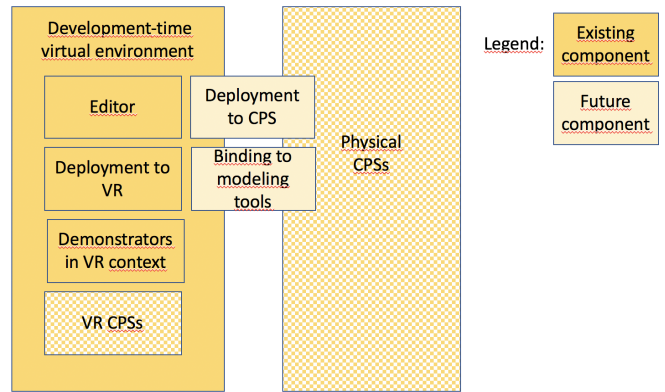 Development-time
virtual environment
Editor
Deployment to
VR
Demonstrators
in VR context
VR CPSs
Deployment
to CPS
Binding to
modeling
tools
Physical
CPSs
Legend:
Existing
component
Future
component